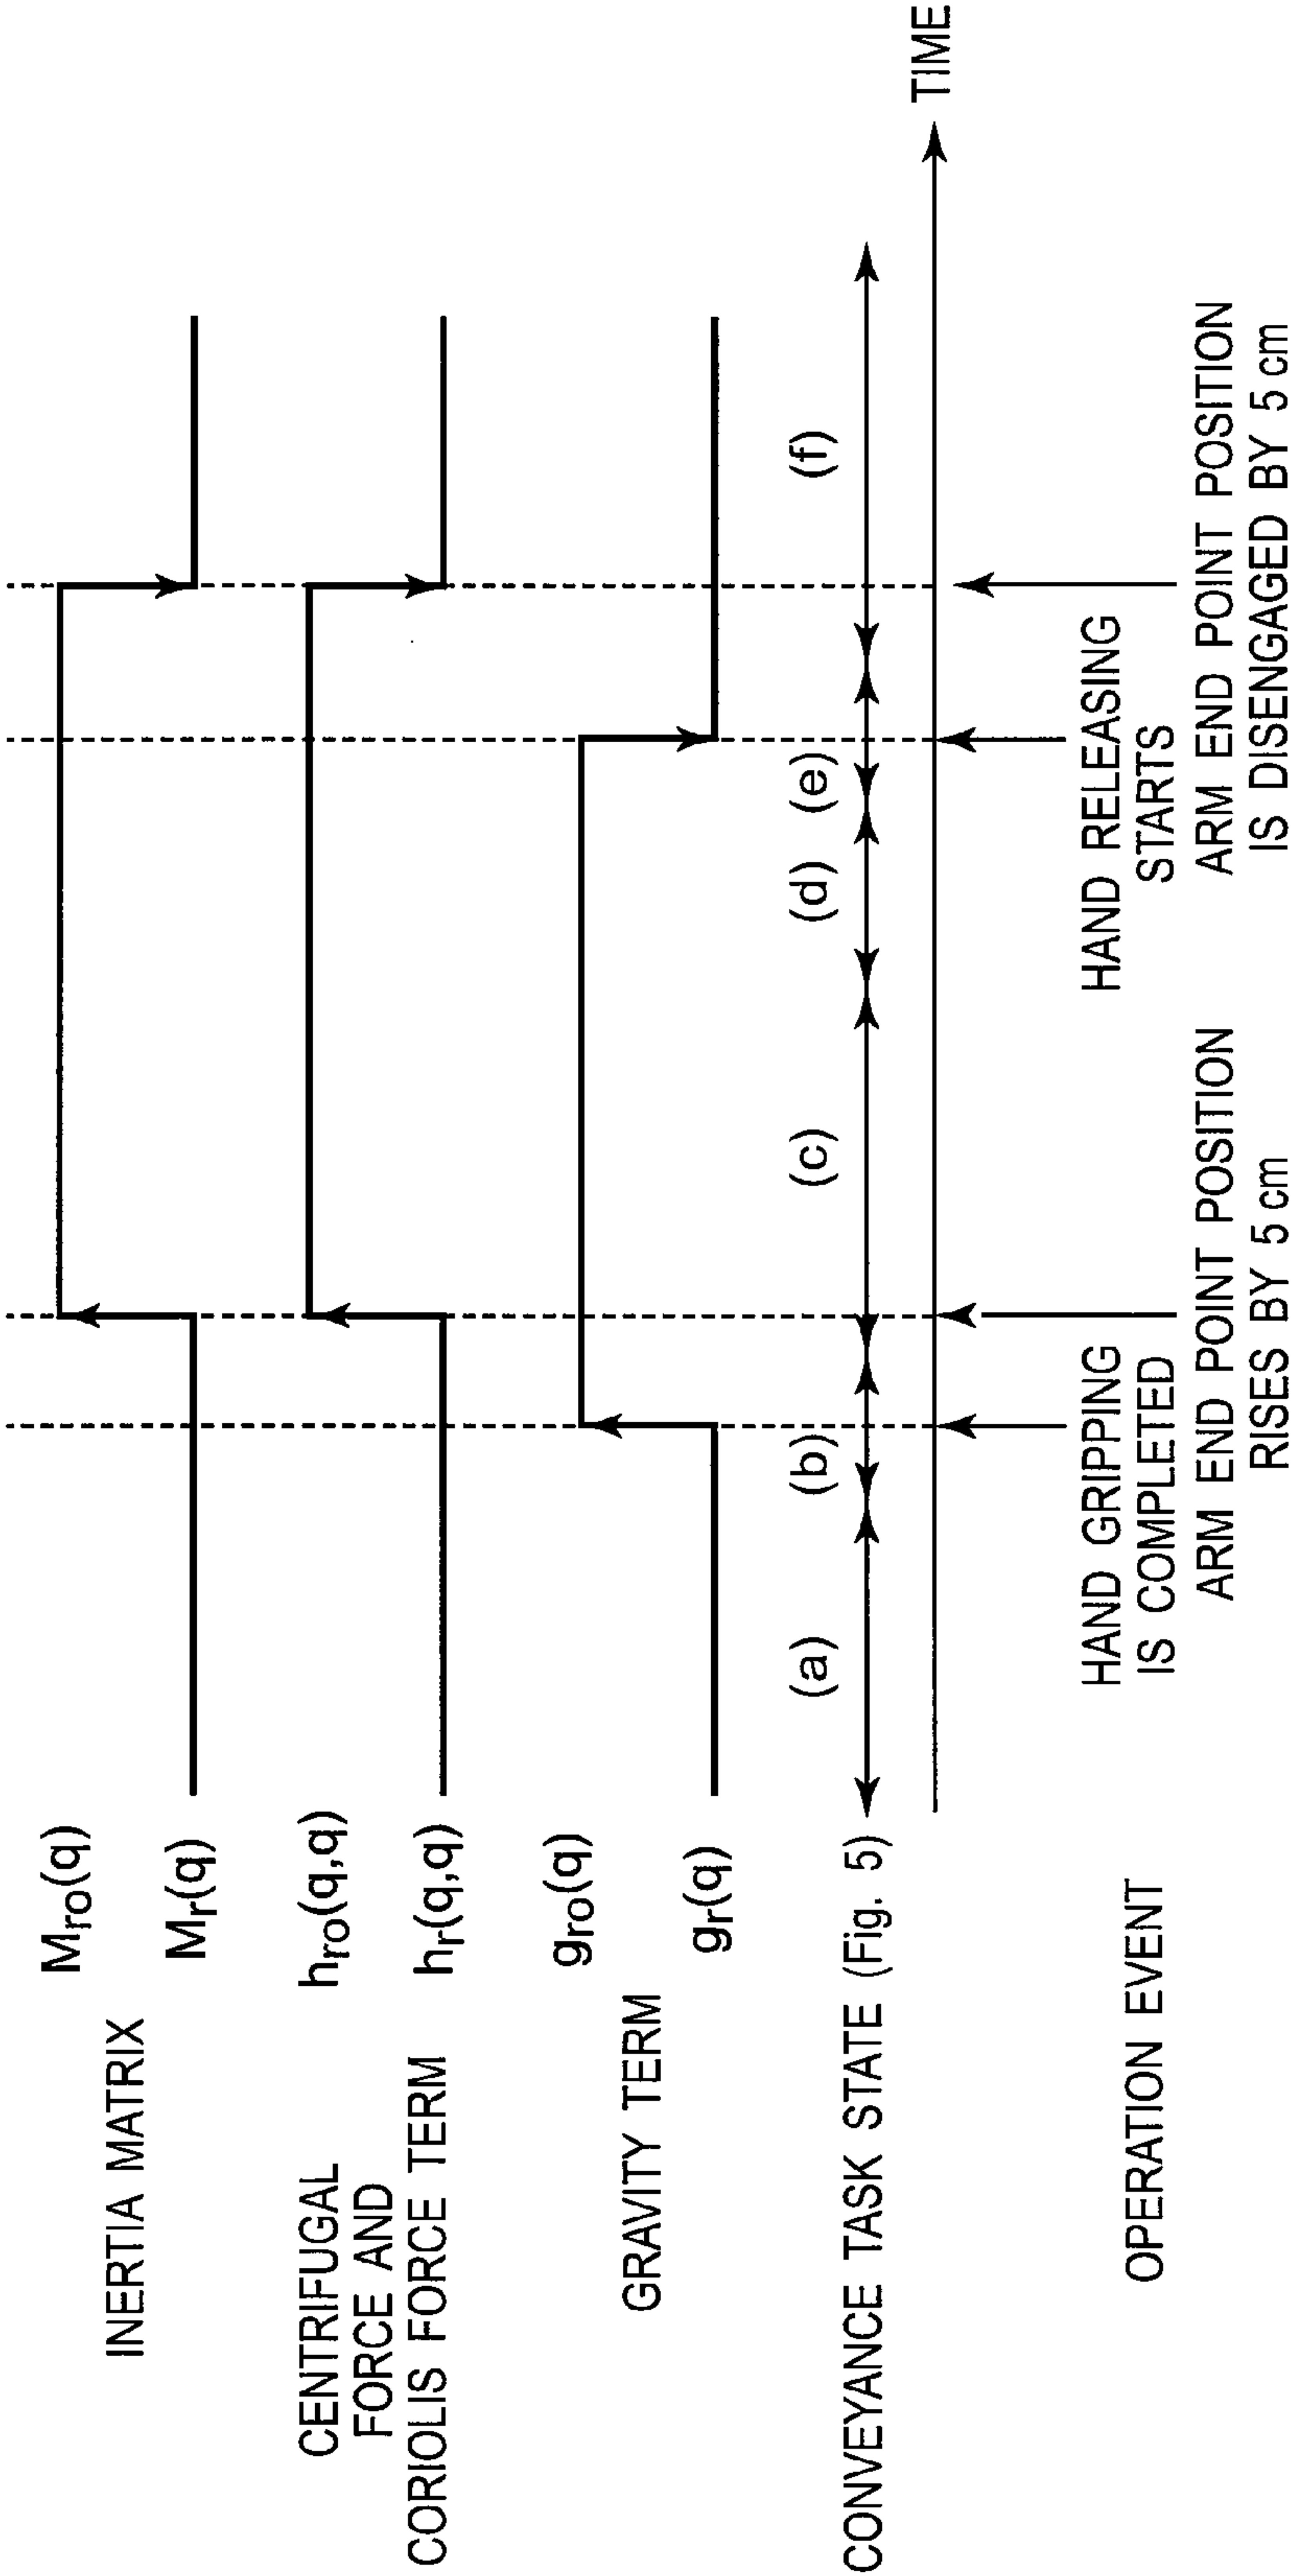 INERTIA MATRIX
Mro(q)
Mr(q)
CENTRIFUGAL
FORCE AND
CORIOLIS FORCE TERM
hro(q,q)
hr(q,q)
GRAVITY TERM
gro(q)
gr(q)
CONVEYANCE TASK STATE (Fig. 5)
(a)
(b)
(c)
(d)
(e)
(f)
TIME
OPERATION EVENT
HAND GRIPPING
IS COMPLETED
ARM END POINT POSITION
RISES BY 5 cm
HAND RELEASING
STARTS
ARM END POINT POSITION
IS DISENGAGED BY 5 cm